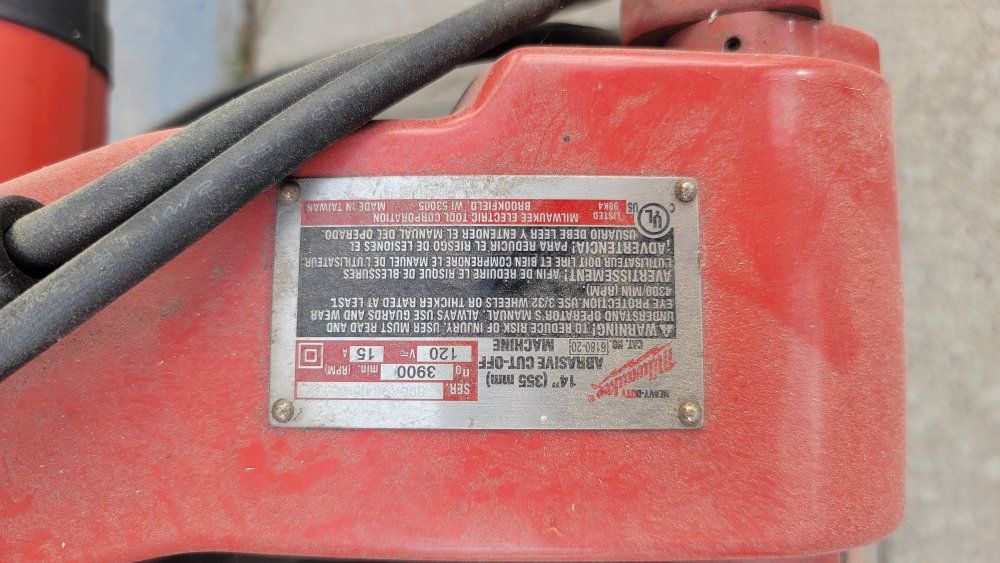 HEAVY-DUTY
Milwaukee®
CAT. NO. 6180-20
14" (355 mm)
ABRASIVE CUT-OFF
MACHINE
SER.
n₀ 3900 min. (RPM)
120 V 15 A
⚠ WARNING! TO REDUCE RISK OF INJURY, USER MUST READ AND
UNDERSTAND OPERATOR'S MANUAL. ALWAYS USE GUARDS AND WEAR
EYE PROTECTION. USE 3/32 WHEELS OR THICKER RATED AT LEAST
4300/MIN (RPM)
AVERTISSEMENT! AFIN DE RÉDUIRE LE RISQUE DE BLESSURES
L'UTILISATEUR DOIT LIRE ET BIEN COMPRENDRE LE MANUEL DE L'UTILISATEUR.
¡ADVERTENCIA! PARA REDUCIR EL RIESGO DE LESIONES EL
USUARIO DEBE LEER Y ENTENDER EL MANUAL DEL OPERADO.
C UL US
LISTED
98K4
MILWAUKEE ELECTRIC TOOL CORPORATION
BROOKFIELD, WI 53005 MADE IN TAIWAN